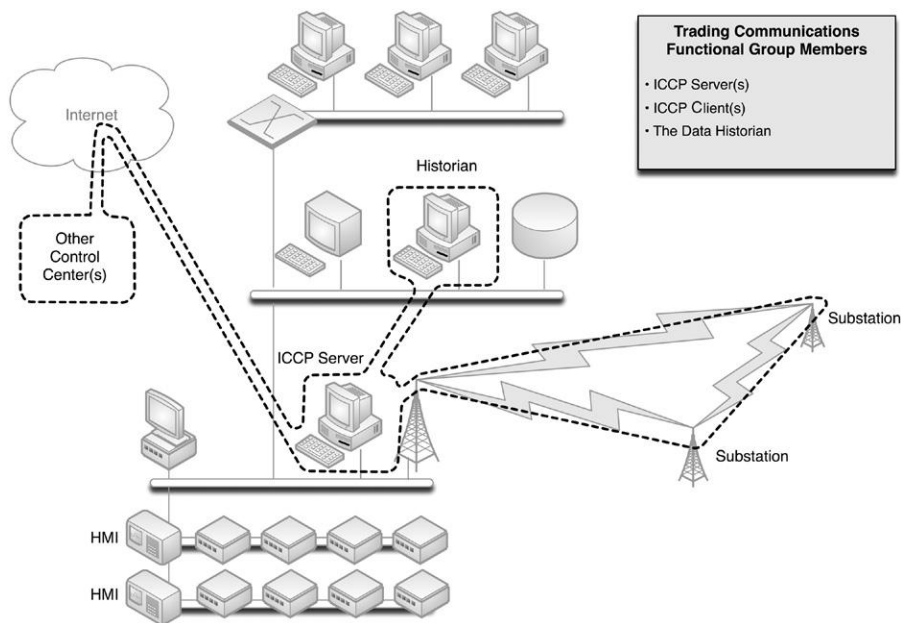 Trading Communications
Functional Group Members
• ICCP Server(s)
• ICCP Client(s)
• The Data Historian
Internet
Historian
Other
Control
Center(s)
Substation
ICCP Server
Substation
HMI
HMI